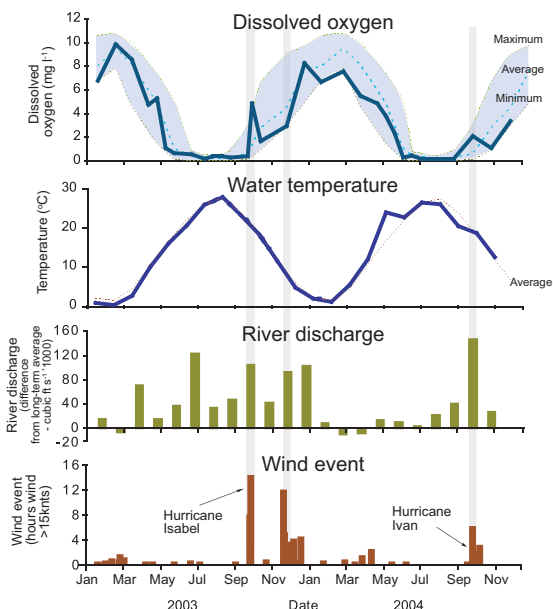 Dissolved oxygen
Dissolved
oxygen (mg l⁻¹)
12
10
8
6
4
2
0
Maximum
Average
Minimum
Water temperature
Temperature (°C)
30
20
10
0
Average
River discharge
River discharge
(difference
from long-term average
- cubic ft s⁻¹ *1000)
160
120
80
40
0
-20
Wind event
Wind event
(hours wind
>15knts)
16
12
8
4
0
Hurricane
Isabel
Hurricane
Ivan
Jan Mar May Jul Sep Nov Jan Mar May Jul Sep Nov
2003 Date 2004